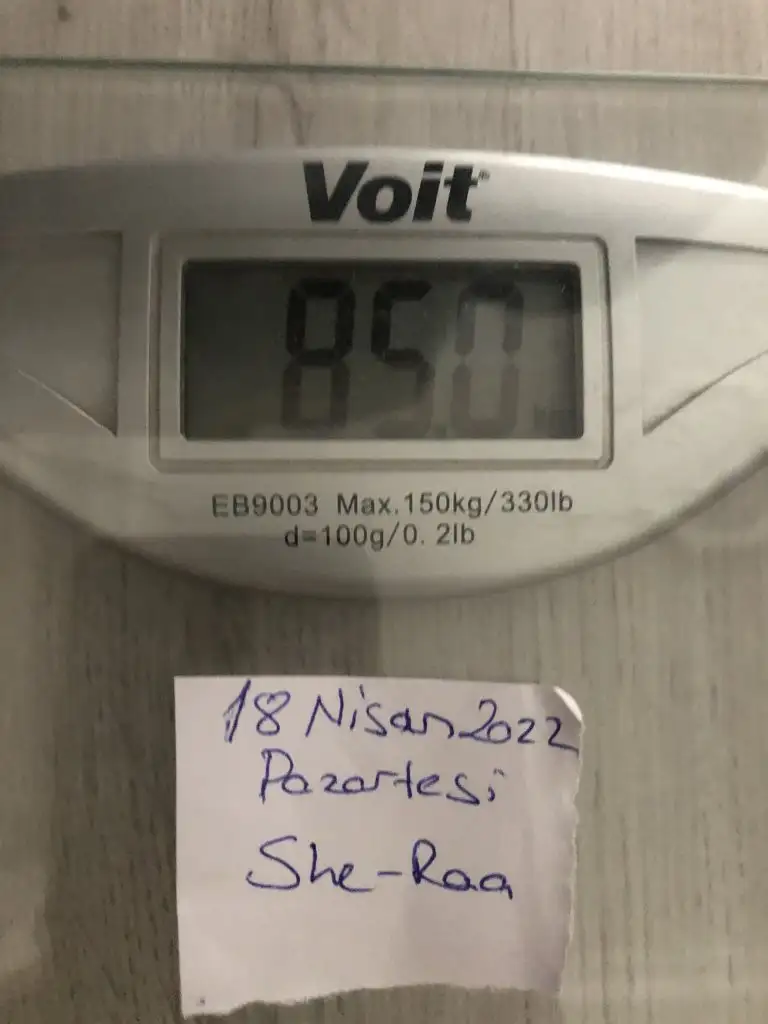 Voit
85.0
EB9003 Max.150kg/330lb
d=100g/0. 2lb
18 Nisan 2022
Pazartesi
She-Raa